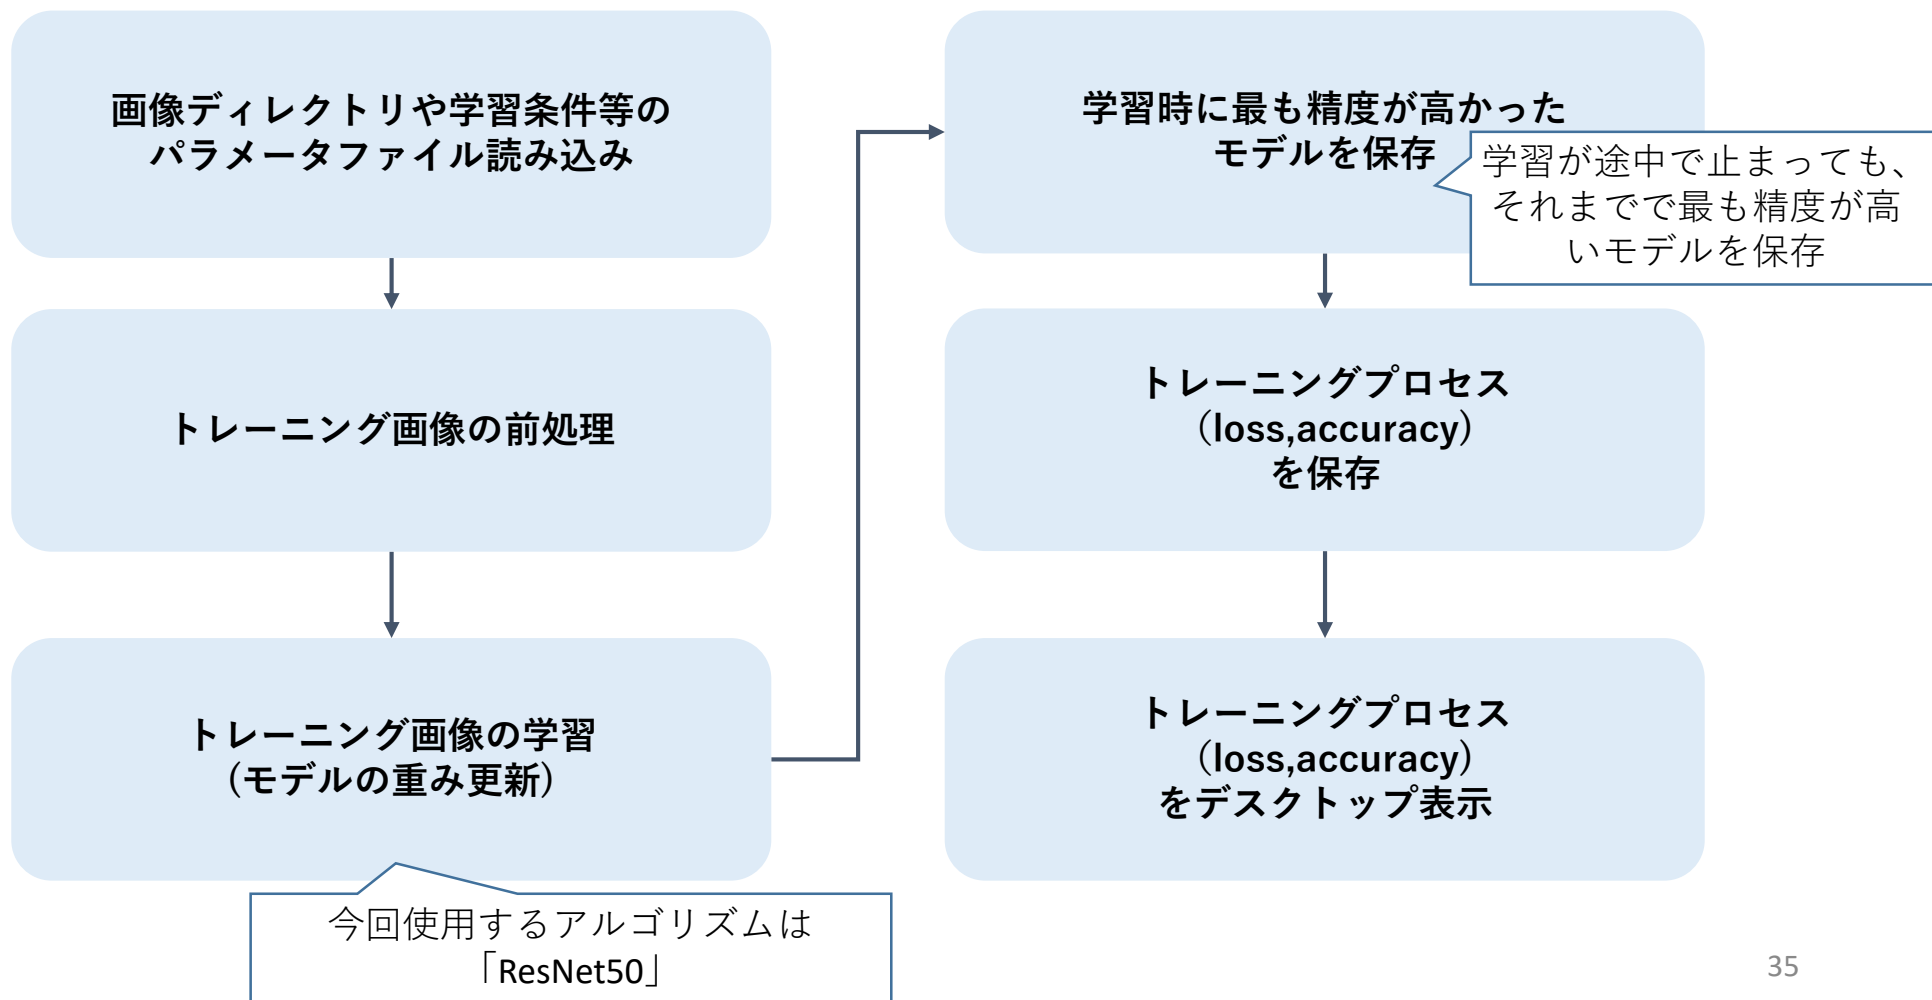 画像ディレクトリや学習条件等の
パラメータファイル読み込み
トレーニング画像の前処理
トレーニング画像の学習
(モデルの重み更新)
今回使用するアルゴリズムは
「ResNet50」
学習時に最も精度が高かった
モデルを保存
学習が途中で止まっても、
それまでで最も精度が高
いモデルを保存
トレーニングプロセス
(loss,accuracy)
を保存
トレーニングプロセス
(loss,accuracy)
をデスクトップ表示
35